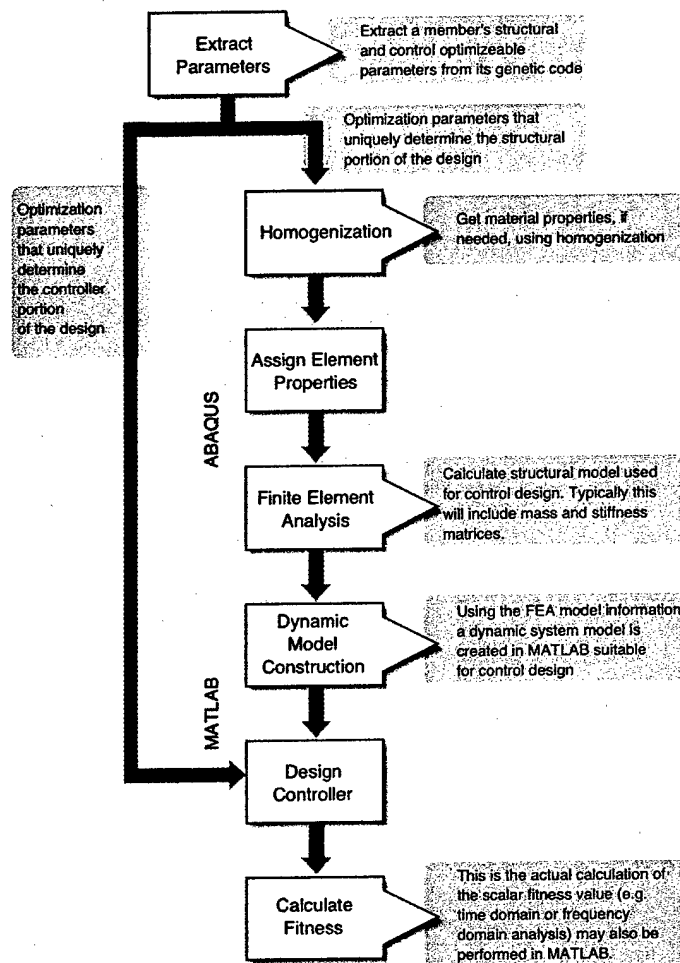 Extract
Parameters
Extract a member's structural
and control optimizeable
parameters from its genetic code
Optimization parameters that
uniquely determine the structural
portion of the design
Optimization
parameters
that uniquely
determine
the controller
portion
of the design
Homogenization
Get material properties, if
needed, using homogenization
Assign Element
Properties
ABAQUS
Finite Element
Analysis
Calculate structural model used
for control design. Typically this
will include mass and stiffness
matrices.
Dynamic
Model
Construction
Using the FEA model information
a dynamic system model is
created in MATLAB suitable
for control design
MATLAB
Design
Controller
Calculate
Fitness
This is the actual calculation of
the scalar fitness value (e.g.
time domain or frequency
domain analysis) may also be
performed in MATLAB.